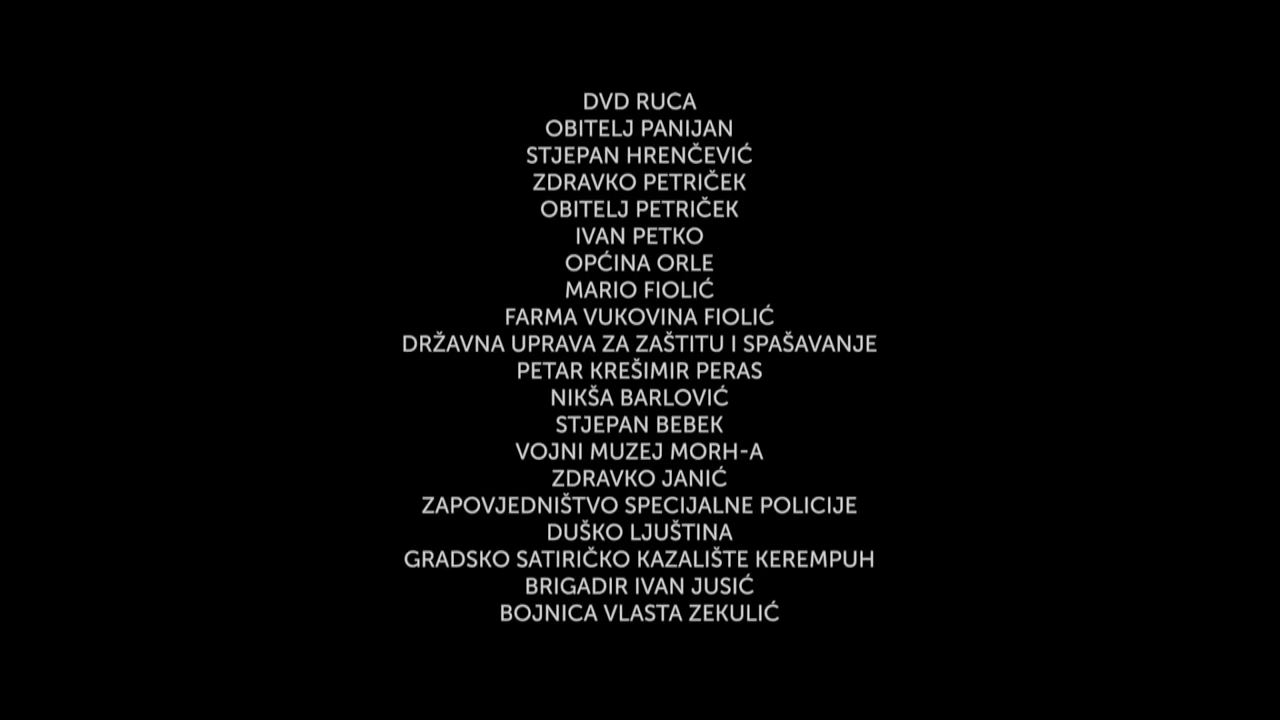 DVD RUCA
OBITELJ PANIJAN
STJEPAN HRENČEVIĆ
ZDRAVKO PETRIČEK
OBITELJ PETRIČEK
IVAN PETKO
OPĆINA ORLE
MARIO FIOLIĆ
FARMA VUKOVINA FIOLIĆ
DRŽAVNA UPRAVA ZA ZAŠTITU I SPAŠAVANJE
PETAR KREŠIMIR PERAS
NIKŠA BARLOVIĆ
STJEPAN BEBEK
VOJNI MUZEJ MORH-A
ZDRAVKO JANIĆ
ZAPOVJEDNIŠTVO SPECIJALNE POLICIJE
DUŠKO LJUŠTINA
GRADSKO SATIRIČKO KAZALIŠTE KEREMPUH
BRIGADIR IVAN JUSIĆ
BOJNICA VLASTA ZEKULIĆ